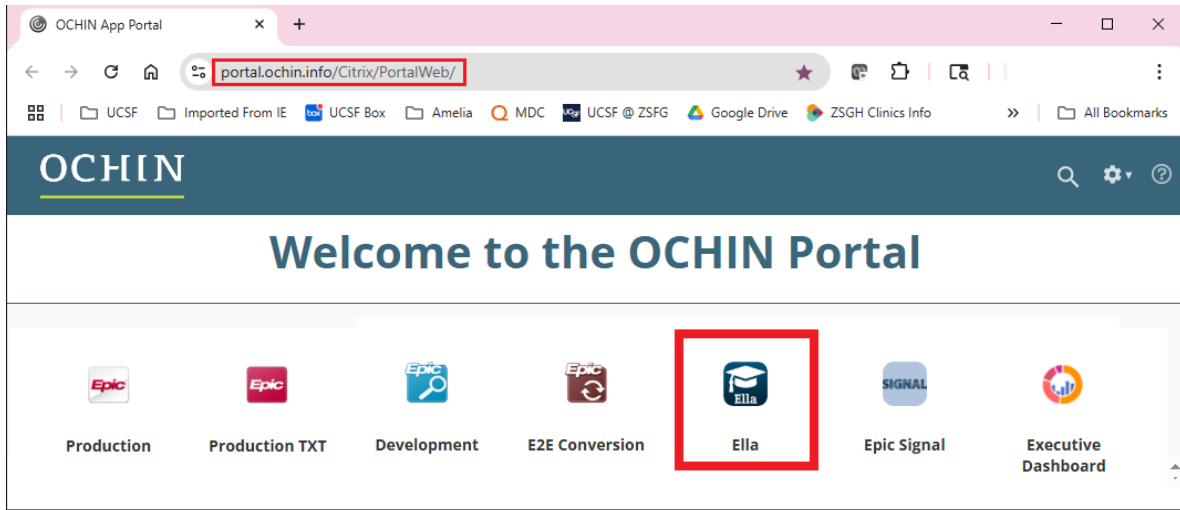 OCHIN App Portal
portal.ochin.info/Citrix/PortalWeb/
UCSF Imported From IE box UCSF Box Amelia MDC UCSF UCSF @ ZSFG Google Drive ZSGH Clinics Info » All Bookmarks
OCHIN
Welcome to the OCHIN Portal
Epic Epic Epic Epic Ella SIGNAL
Production Production TXT Development E2E Conversion Ella Epic Signal Executive
Dashboard